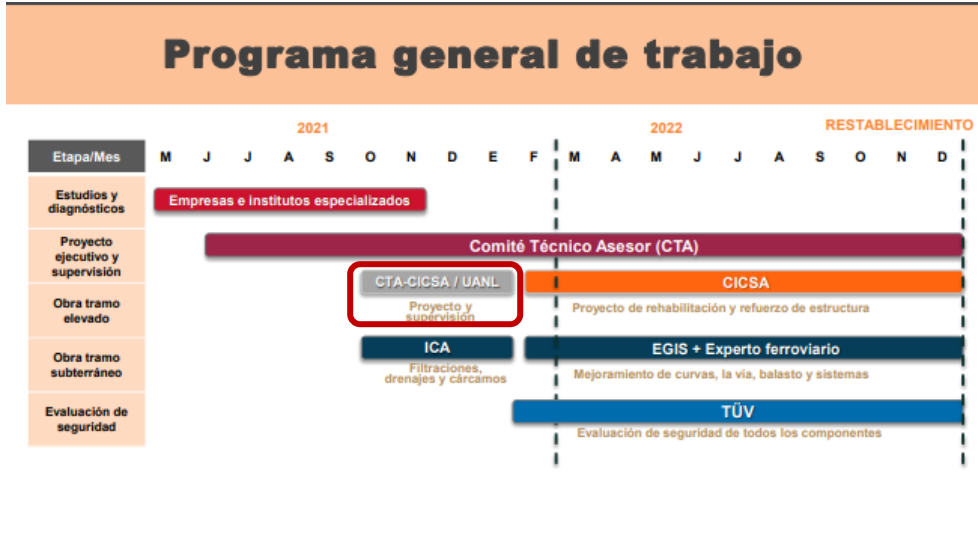 Programa general de trabajo
2021 2022 RESTABLECIMIENTO
Etapa/Mes M J J A S O N D E F M A M J J A S O N D
Estudios y
diagnósticos
Empresas e institutos especializados
Proyecto
ejecutivo y
supervisión
Comité Técnico Asesor (CTA)
Obra tramo
elevado
CTA-CICSA / UANL
Proyecto y
supervisión
CICSA
Proyecto de rehabilitación y refuerzo de estructura
Obra tramo
subterráneo
ICA
Filtraciones,
drenajes y cárcamos
EGIS + Experto ferroviario
Mejoramiento de curvas, la vía, balasto y sistemas
Evaluación de
seguridad
TÜV
Evaluación de seguridad de todos los componentes